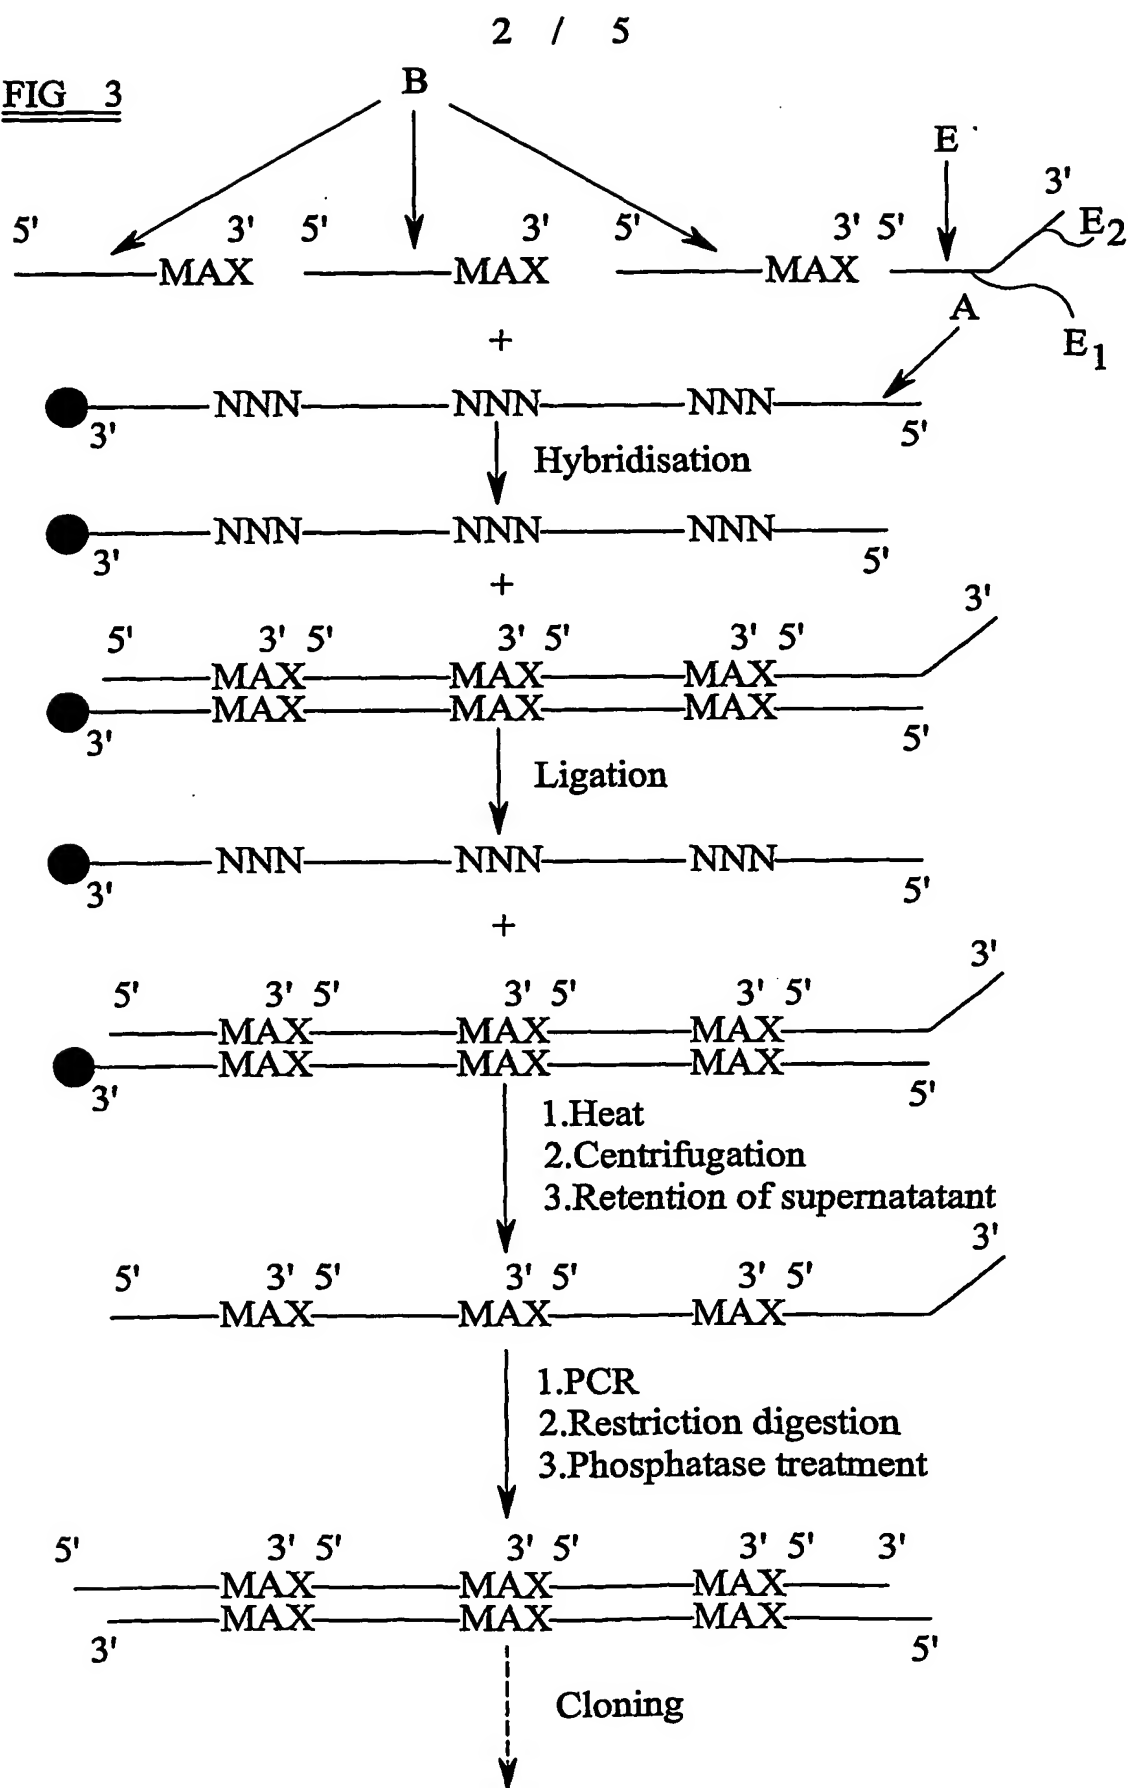 2 / 5
FIG 3
B
E
3'
5' 3' 5' 3' 5' 3' 5' E2
MAX MAX MAX
A
+
E1
NNN NNN NNN
3' 5'
Hybridisation
NNN NNN NNN
3' 5'
+
3'
5' 3' 5' 3' 5' 3' 5'
MAX MAX MAX
MAX MAX MAX
3' 5'
Ligation
NNN NNN NNN
3' 5'
+
3'
5' 3' 5' 3' 5' 3' 5'
MAX MAX MAX
MAX MAX MAX
3' 5'
1.Heat
2.Centrifugation
3.Retention of supernatatant
3'
5' 3' 5' 3' 5' 3' 5'
MAX MAX MAX
1.PCR
2.Restriction digestion
3.Phosphatase treatment
5' 3' 5' 3' 5' 3' 5' 3'
MAX MAX MAX
MAX MAX MAX
3' 5'
Cloning